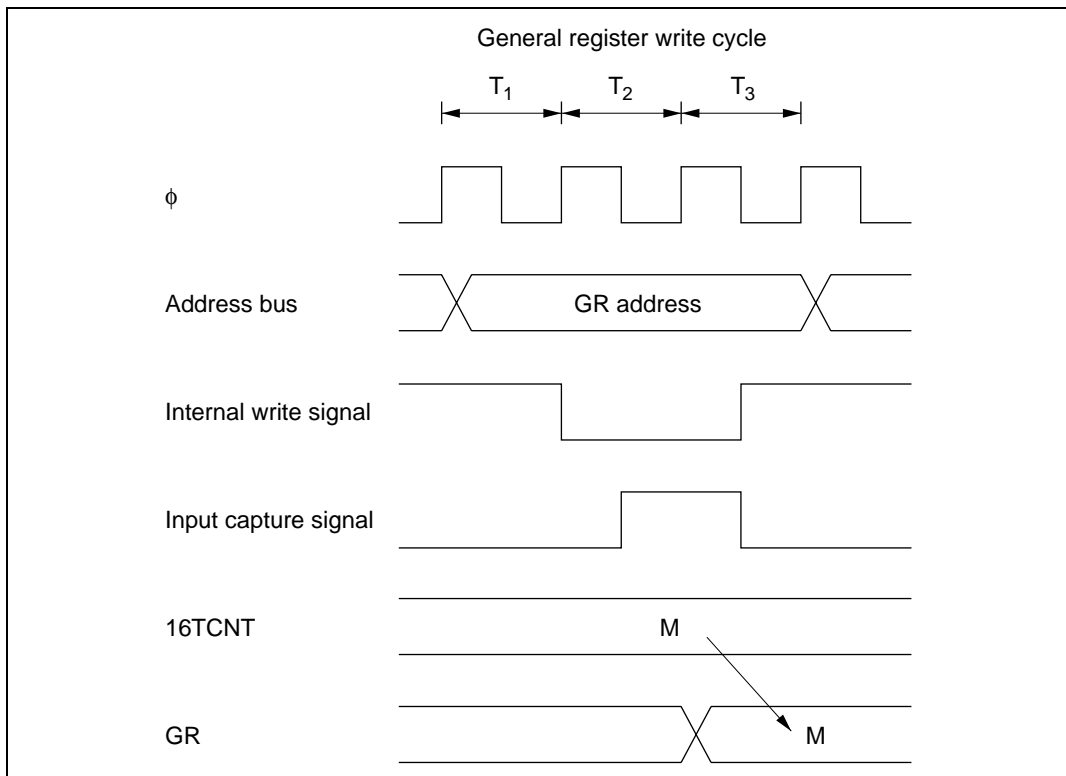 General register write cycle
T1 T2 T3
φ
Address bus
GR address
Internal write signal
Input capture signal
16TCNT
M
GR
M